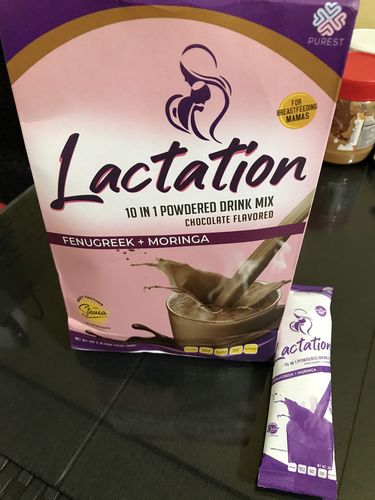 PUREST
FOR
BREASTFEEDING
MAMAS
Lactation
10 IN 1 POWDERED DRINK MIX
CHOCOLATE FLAVORED
FENUGREEK + MORINGA
Stevia
Lactation
10 IN 1 POWDERED DRINK
FENUGREEK + MORINGA